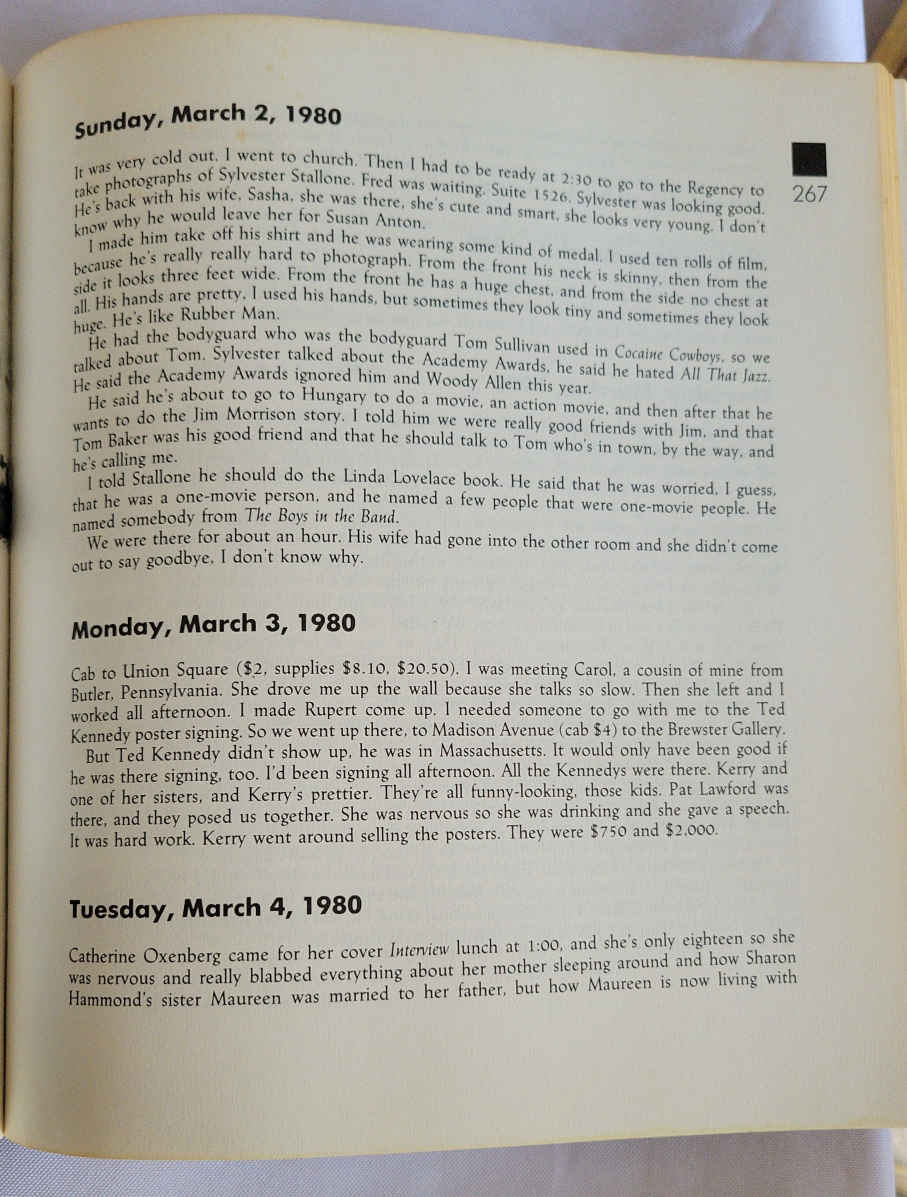 Sunday, March 2, 1980
267
It was very cold out. I went to church. Then I had to be ready at 2:30 to go to the Regency to
take photographs of Sylvester Stallone. Fred was waiting. Suite 1526. Sylvester was looking good.
He's back with his wife, Sasha, she was there, she's cute and smart, she looks very young. I don't
know why he would leave her for Susan Anton.
I made him take off his shirt and he was wearing some kind of medal. I used ten rolls of film,
because he's really really hard to photograph. From the front his neck is skinny, then from the
side it looks three feet wide. From the front he has a huge chest, and from the side no chest at
all. His hands are pretty, I used his hands, but sometimes they look tiny and sometimes they look
huge. He's like Rubber Man.
He had the bodyguard who was the bodyguard Tom Sullivan used in Cocaine Cowboys, so we
talked about Tom. Sylvester talked about the Academy Awards, he said he hated All That Jazz.
He said the Academy Awards ignored him and Woody Allen this year.
He said he's about to go to Hungary to do a movie, an action movie, and then after that he
wants to do the Jim Morrison story. I told him we were really good friends with Jim, and that
Tom Baker was his good friend and that he should talk to Tom who's in town, by the way, and
he's calling me.
I told Stallone he should do the Linda Lovelace book. He said that he was worried, I guess,
that he was a one-movie person, and he named a few people that were one-movie people. He
named somebody from The Boys in the Band.
We were there for about an hour. His wife had gone into the other room and she didn't come
out to say goodbye, I don't know why.
Monday, March 3, 1980
Cab to Union Square ($2, supplies $8.10, $20.50). I was meeting Carol, a cousin of mine from
Butler, Pennsylvania. She drove me up the wall because she talks so slow. Then she left and I
worked all afternoon. I made Rupert come up. I needed someone to go with me to the Ted
Kennedy poster signing. So we went up there, to Madison Avenue (cab $4) to the Brewster Gallery.
But Ted Kennedy didn't show up, he was in Massachusetts. It would only have been good if
he was there signing, too. I'd been signing all afternoon. All the Kennedys were there. Kerry and
one of her sisters, and Kerry's prettier. They're all funny-looking, those kids. Pat Lawford was
there, and they posed us together. She was nervous so she was drinking and she gave a speech.
It was hard work. Kerry went around selling the posters. They were $750 and $2,000.
Tuesday, March 4, 1980
Catherine Oxenberg came for her cover Interview lunch at 1:00, and she's only eighteen so she
was nervous and really blabbed everything about her mother sleeping around and how Sharon
Hammond's sister Maureen was married to her father, but how Maureen is now living with